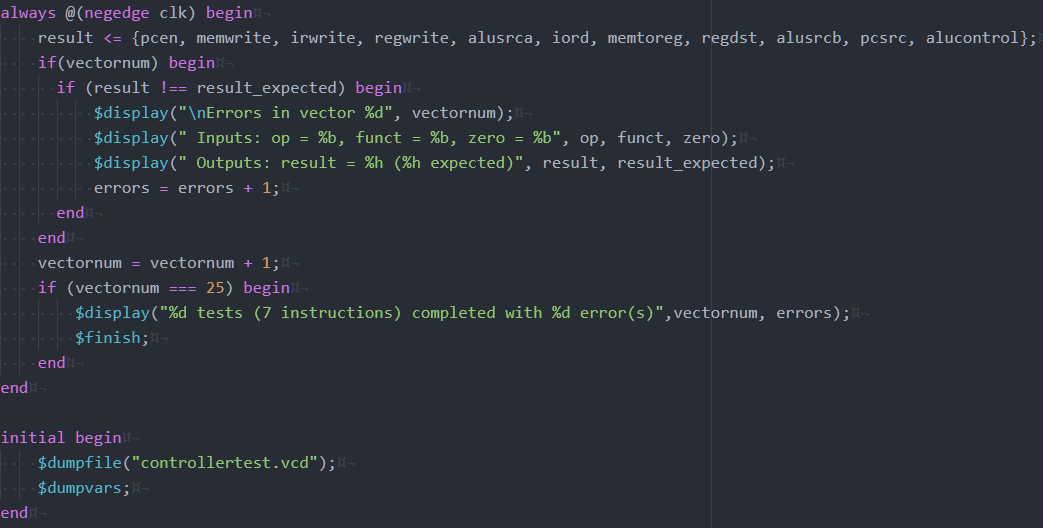 always @(negedge clk) begin
    result <= {pcen, memwrite, irwrite, regwrite, alusrca, iord, memtoreg, regdst, alusrcb, pcsrc, alucontrol};
    if(vectornum) begin
      if (result !== result_expected) begin
          $display("\nErrors in vector %d", vectornum);
          $display(" Inputs: op = %b, funct = %b, zero = %b", op, funct, zero);
          $display(" Outputs: result = %h (%h expected)", result, result_expected);
          errors = errors + 1;
      end
    end
    vectornum = vectornum + 1;
    if (vectornum === 25) begin
        $display("%d tests (7 instructions) completed with %d error(s)",vectornum, errors);
        $finish;
    end
end

initial begin
    $dumpfile("controllertest.vcd");
    $dumpvars;
end